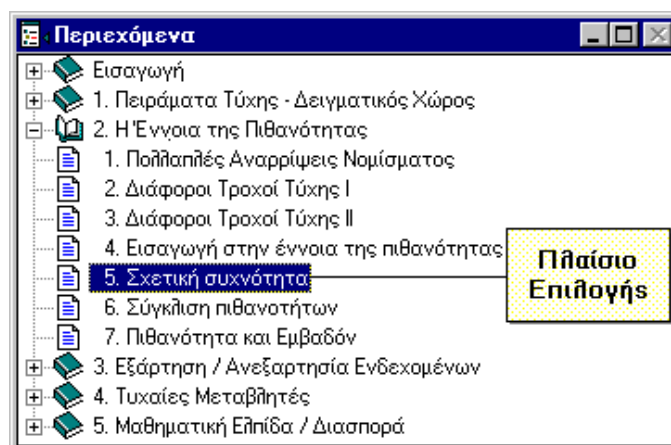 Περιεχόμενα
Εισαγωγή
1. Πειράματα Τύχης - Δειγματικός Χώρος
2. Η Έννοια της Πιθανότητας
1. Πολλαπλές Αναρρίψεις Νομίσματος
2. Διάφοροι Τροχοί Τύχης Ι
3. Διάφοροι Τροχοί Τύχης ΙΙ
4. Εισαγωγή στην έννοια της πιθανότητας
5. Σχετική συχνότητα
Πλαίσιο
Επιλογής
6. Σύγκλιση πιθανοτήτων
7. Πιθανότητα και Εμβαδόν
3. Εξάρτηση / Ανεξαρτησία Ενδεχομένων
4. Τυχαίες Μεταβλητές
5. Μαθηματική Ελπίδα / Διασπορά